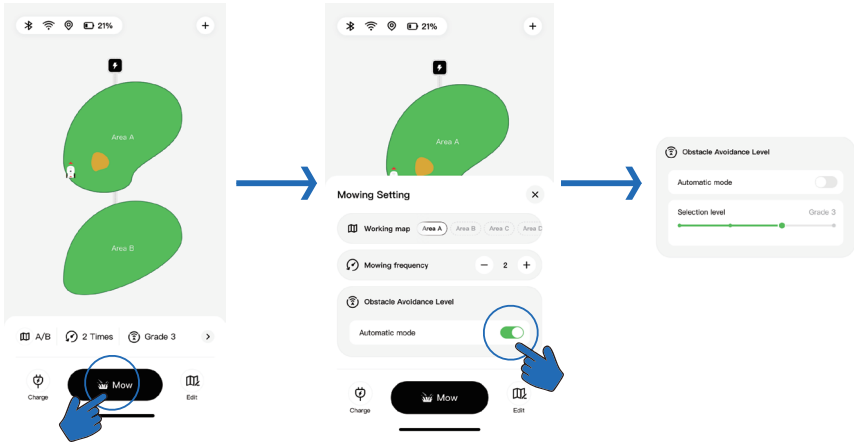 21%
Area A
Area B
A/B 2 Times Grade 3
Charge Mow Edit
21%
Area A
Mowing Setting
Working map Area A Area B Area C Area D
Mowing frequency 2
Obstacle Avoidance Level
Automatic mode
Charge Mow Edit
Obstacle Avoidance Level
Automatic mode
Selection level Grade 3